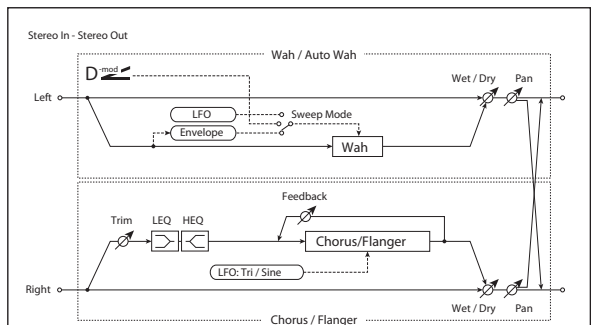 Stereo In - Stereo Out
Wah / Auto Wah
D-mod
Wet / Dry
Pan
Left
LFO
Sweep Mode
Envelope
Wah
Feedback
Trim
LEQ
HEQ
Chorus/Flanger
LFO: Tri / Sine
Right
Wet / Dry
Pan
Chorus / Flanger